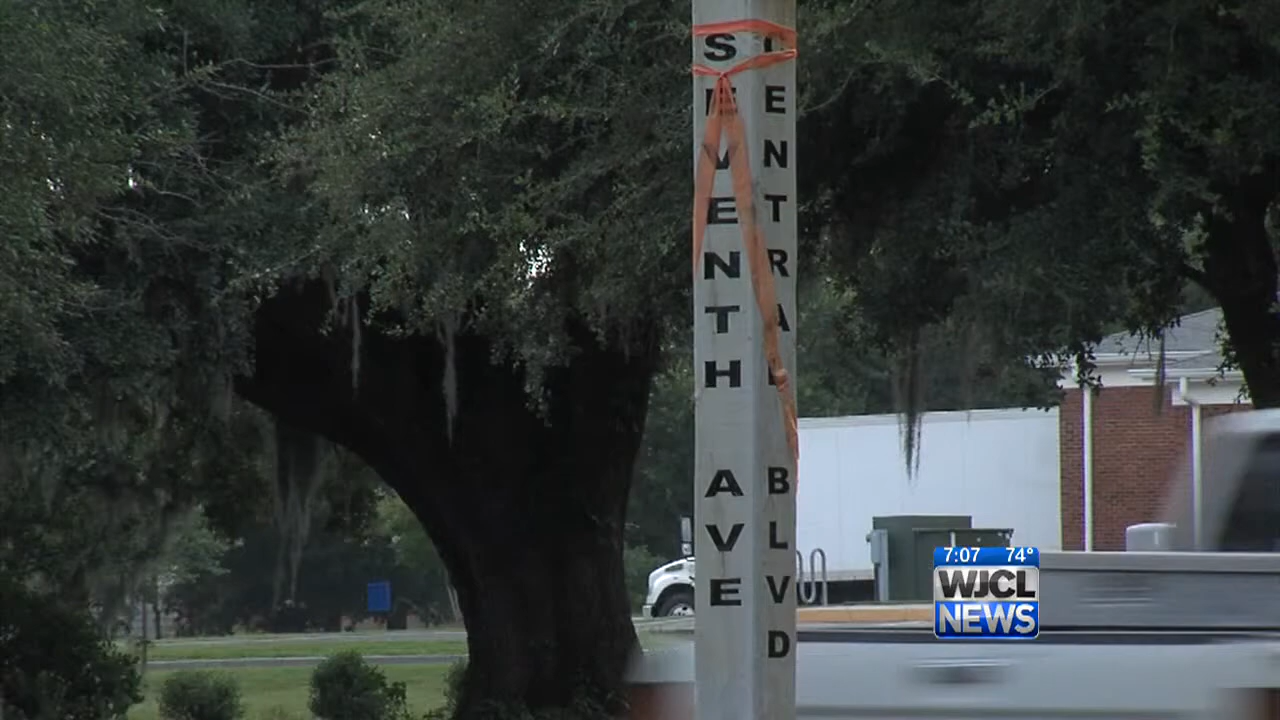 SEVENTH AVE
CENTRAL BLVD
7:07 74°
WJCL
NEWS